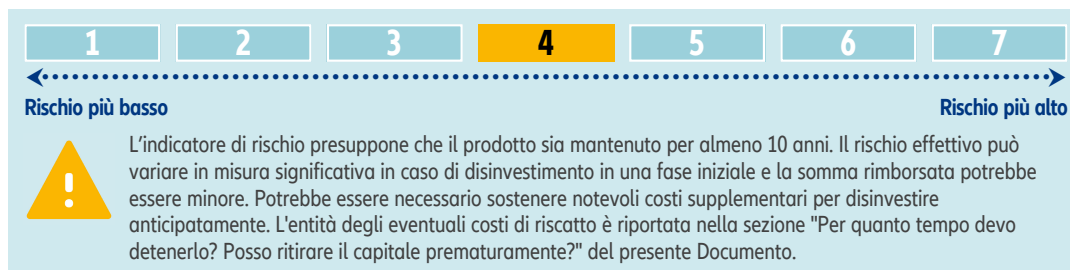 1 2 3 4 5 6 7
Rischio più basso Rischio più alto
L'indicatore di rischio presuppone che il prodotto sia mantenuto per almeno 10 anni. Il rischio effettivo può
variare in misura significativa in caso di disinvestimento in una fase iniziale e la somma rimborsata potrebbe
essere minore. Potrebbe essere necessario sostenere notevoli costi supplementari per disinvestire
anticipatamente. L'entità degli eventuali costi di riscatto è riportata nella sezione "Per quanto tempo devo
detenerlo? Posso ritirare il capitale prematuramente?" del presente Documento.